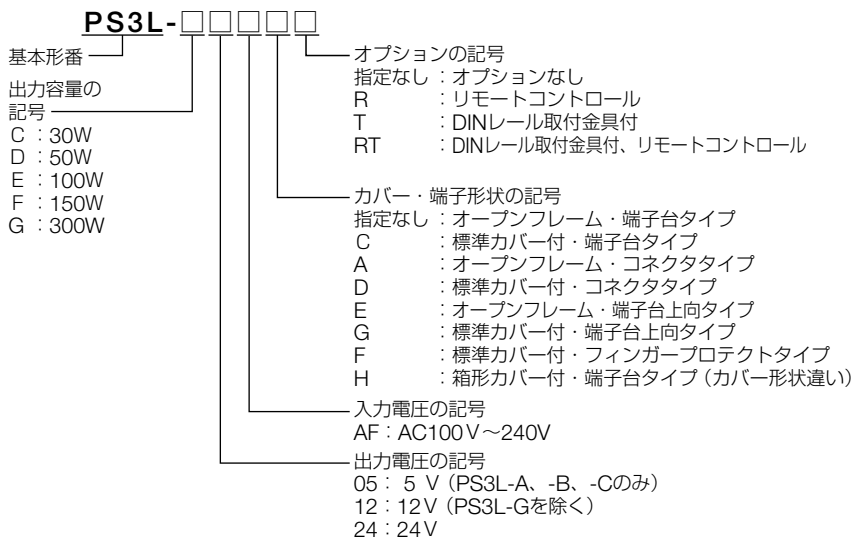 PS3L-□□□□□
基本形番
出力容量の
記号
C：30W
D：50W
E：100W
F：150W
G：300W
オプションの記号
指定なし：オプションなし
R：リモートコントロール
T：DINレール取付金具付
RT：DINレール取付金具付、リモートコントロール
カバー・端子形状の記号
指定なし：オープンフレーム・端子台タイプ
C：標準カバー付・端子台タイプ
A：オープンフレーム・コネクタタイプ
D：標準カバー付・コネクタタイプ
E：オープンフレーム・端子台上向タイプ
G：標準カバー付・端子台上向タイプ
F：標準カバー付・フィンガープロテクトタイプ
H：箱形カバー付・端子台タイプ（カバー形状違い）
入力電圧の記号
AF：AC100V～240V
出力電圧の記号
05： 5 V（PS3L-A、-B、-Cのみ）
12：12V（PS3L-Gを除く）
24：24V